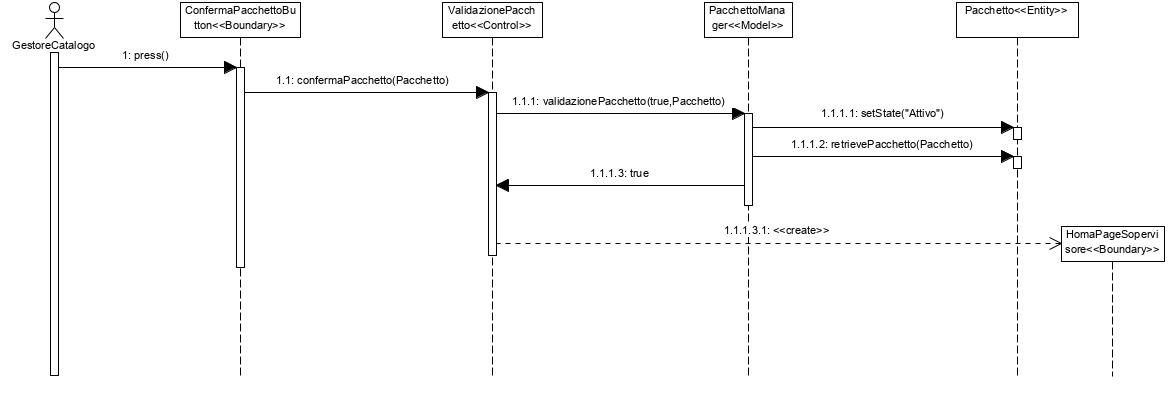 ConfermaPacchettoBu
tton<<Boundary>>
ValidazionePacch
etto<<Control>>
PacchettoMana
ger<<Model>>
Pacchetto<<Entity>>
GestoreCatalogo
1: press()
1.1: confermaPacchetto(Pacchetto)
1.1.1: validazionePacchetto(true,Pacchetto)
1.1.1.1: setState("Attivo")
1.1.1.2: retrievePacchetto(Pacchetto)
1.1.1.3: true
1.1.1.3.1: <<create>>
HomaPageSopervi
sore<<Boundary>>